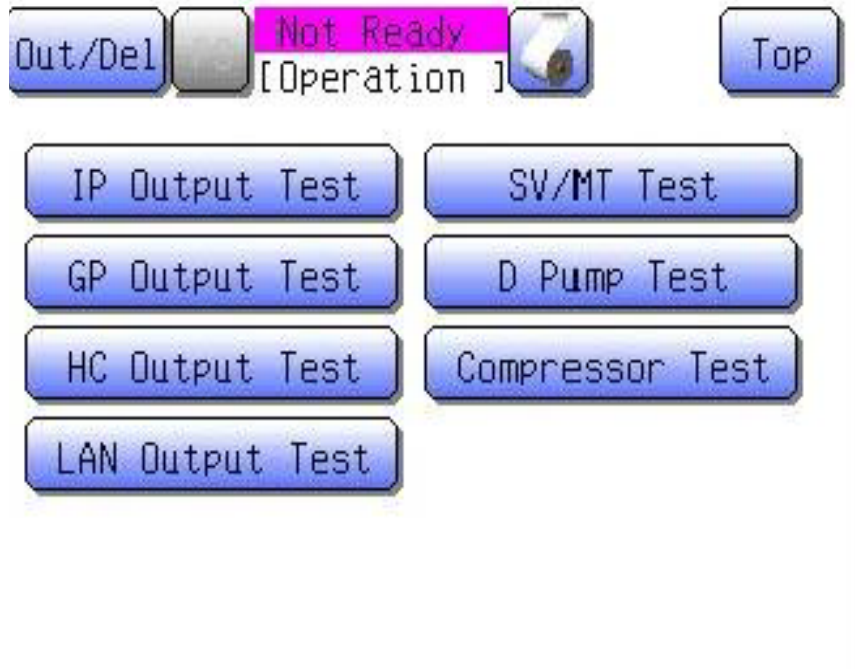 Out/Del
Not Ready
[Operation ]
Top
IP Output Test
SV/MT Test
GP Output Test
D Pump Test
HC Output Test
Compressor Test
LAN Output Test